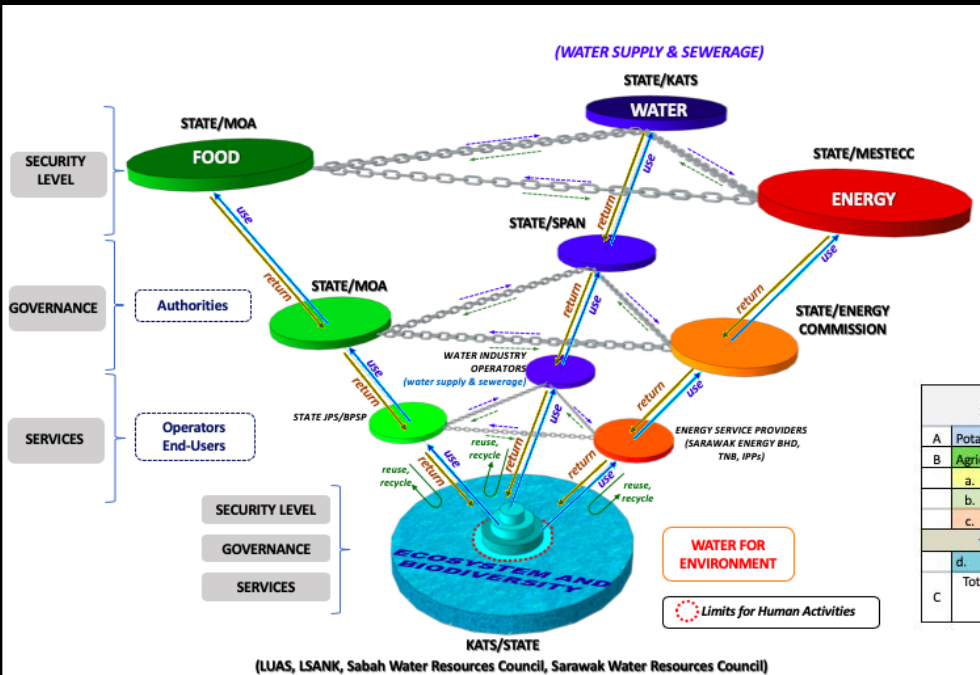 (WATER SUPPLY & SEWERAGE)
STATE/KATS
WATER
STATE/MOA
FOOD
STATE/MESTECC
ENERGY
SECURITY
LEVEL
use
return
use
return
return
use
STATE/SPAN
STATE/MOA
STATE/ENERGY
COMMISSION
GOVERNANCE
Authorities
return
use
WATER INDUSTRY
OPERATORS
(water supply & sewerage)
use
return
return
use
STATE JPS/BPSP
ENERGY SERVICE PROVIDERS
(SARAWAK ENERGY BHD,
TNB, IPPs)
SERVICES
Operators
End-Users
reuse,
recycle
use
return
reuse,
recycle
return
use
return
use
reuse,
recycle
SECURITY LEVEL
GOVERNANCE
SERVICES
ECOSYSTEM AND
BIODIVERSITY
WATER FOR
ENVIRONMENT
Limits for Human Activities
KATS/STATE
(LUAS, LSANK, Sabah Water Resources Council, Sarawak Water Resources Council)
A
B
a.
b.
c.
d.
C